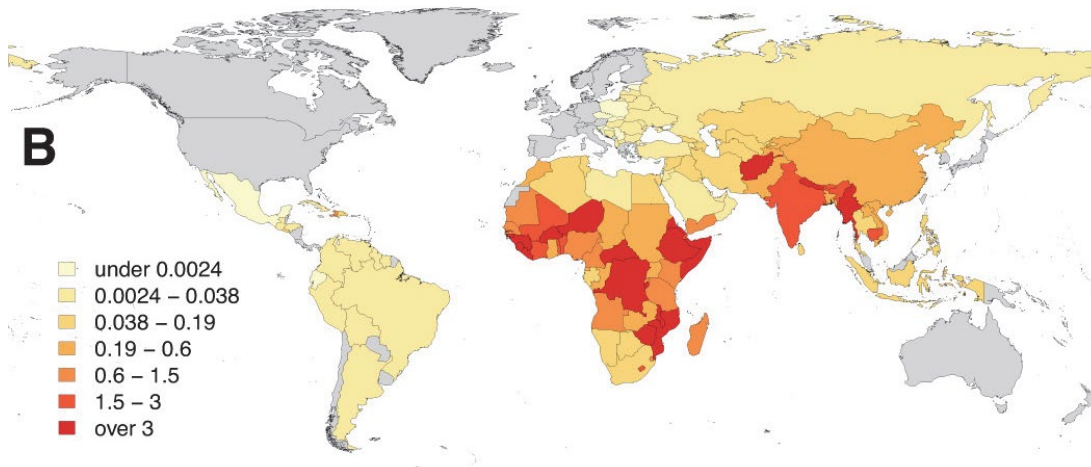 B
under 0.0024
0.0024 – 0.038
0.038 – 0.19
0.19 – 0.6
0.6 – 1.5
1.5 – 3
over 3